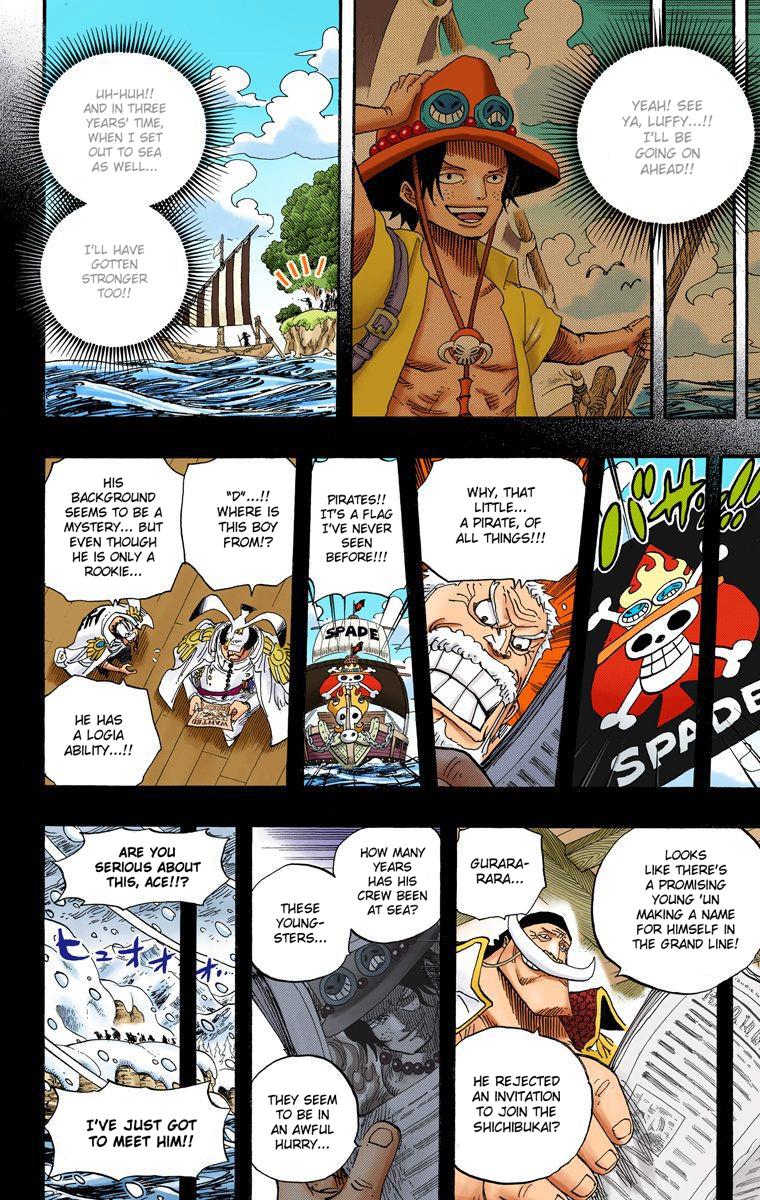 YEAH! SEE
YA, LUFFY...!!
I'LL BE
GOING ON
AHEAD!!
UH-HUH!!
AND IN THREE
YEARS' TIME,
WHEN I SET
OUT TO SEA
AS WELL...
I'LL HAVE
GOTTEN
STRONGER
TOO!!
SPADE
WHY, THAT
LITTLE...
A PIRATE, OF
ALL THINGS!!!
PIRATES!!
IT'S A FLAG
I'VE NEVER
SEEN
BEFORE!!!
SPADE
"D"...!!
WHERE IS
THIS BOY
FROM!?
WANTED
HIS
BACKGROUND
SEEMS TO BE A
MYSTERY... BUT
EVEN THOUGH
HE IS ONLY A
ROOKIE...
HE HAS
A LOGIA
ABILITY...!!
LOOKS
LIKE THERE'S
A PROMISING
YOUNG 'UN
MAKING A NAME
FOR HIMSELF IN
THE GRAND LINE!
GURARA-
RARA...
HE REJECTED
AN INVITATION
TO JOIN THE
SHICHIBUKAI?
HOW MANY
YEARS
HAS HIS
CREW BEEN
AT SEA?
THESE
YOUNG-
STERS...
THEY SEEM
TO BE IN
AN AWFUL
HURRY...
ARE YOU
SERIOUS ABOUT
THIS, ACE!!?
ヒュオオオ...
I'VE JUST GOT
TO MEET HIM!!